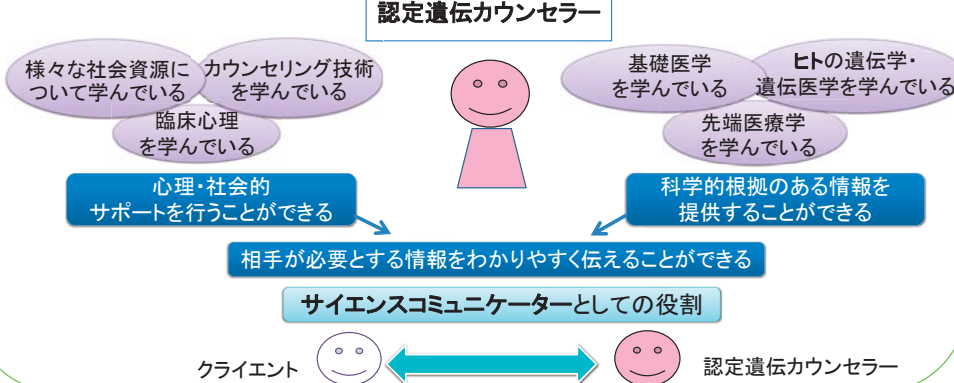 認定遺伝カウンセラー
様々な社会資源に
ついて学んでいる
カウンセリング技術
を学んでいる
臨床心理
を学んでいる
基礎医学
を学んでいる
ヒトの遺伝学・
遺伝医学を学んでいる
先端医療学
を学んでいる
心理・社会的
サポートを行うことができる
科学的根拠のある情報を
提供することができる
相手が必要とする情報をわかりやすく伝えることができる
サイエンスコミュニケーターとしての役割
クライエント
認定遺伝カウンセラー